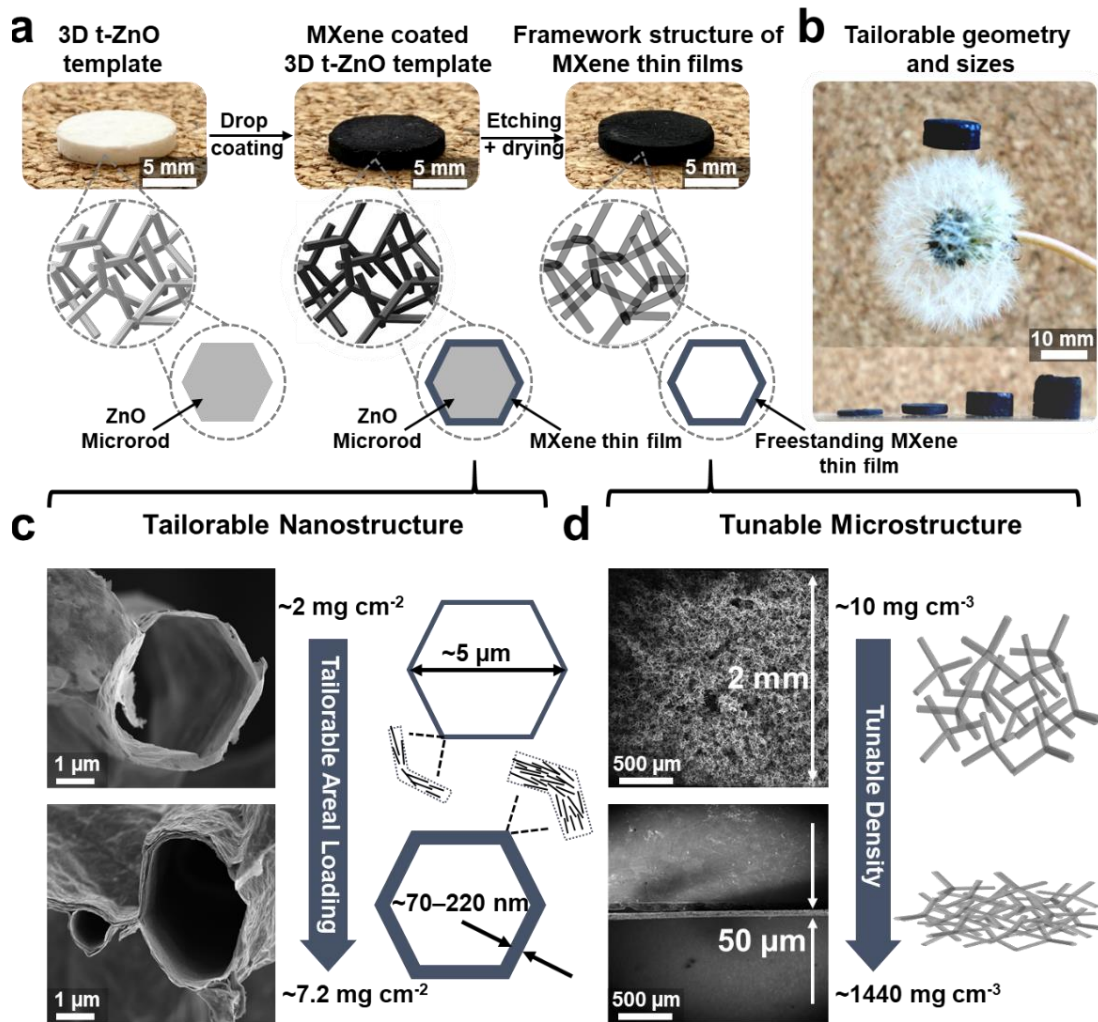 a
3D t-ZnO
template
MXene coated
3D t-ZnO template
Framework structure of
MXene thin films
5 mm
Drop
coating
5 mm
Etching
+ drying
5 mm
ZnO
Microrod
ZnO
Microrod
MXene thin film
Freestanding MXene
thin film
b
Tailorable geometry
and sizes
10 mm
c
Tailorable Nanostructure
1 µm
1 µm
~2 mg cm⁻²
Tailorable Areal Loading
~7.2 mg cm⁻²
~5 µm
~70–220 nm
d
Tunable Microstructure
2 mm
500 µm
50 µm
500 µm
~10 mg cm⁻³
Tunable Density
~1440 mg cm⁻³